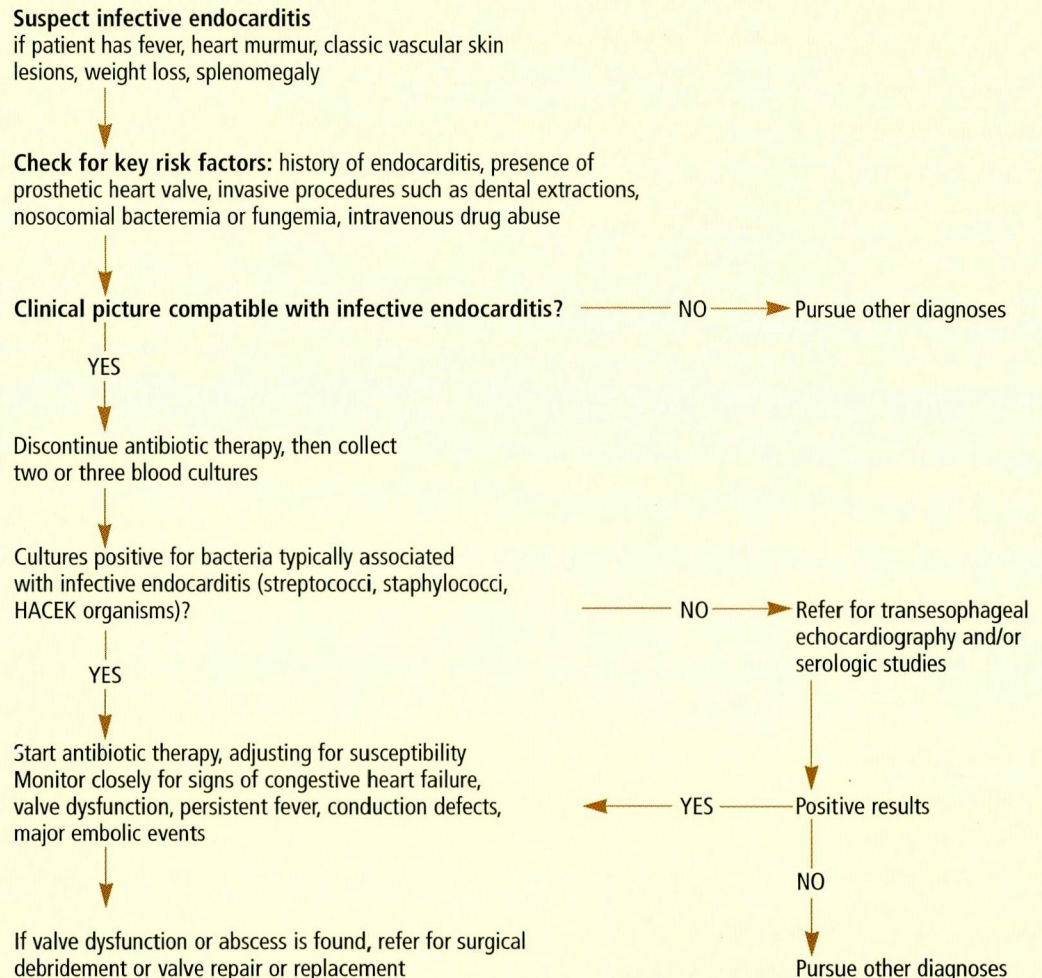 Suspect infective endocarditis
if patient has fever, heart murmur, classic vascular skin
lesions, weight loss, splenomegaly
Check for key risk factors: history of endocarditis, presence of
prosthetic heart valve, invasive procedures such as dental extractions,
nosocomial bacteremia or fungemia, intravenous drug abuse
Clinical picture compatible with infective endocarditis?
NO
Pursue other diagnoses
YES
Discontinue antibiotic therapy, then collect
two or three blood cultures
Cultures positive for bacteria typically associated
with infective endocarditis (streptococci, staphylococci,
HACEK organisms)?
NO
Refer for transesophageal
echocardiography and/or
serologic studies
YES
Start antibiotic therapy, adjusting for susceptibility
Monitor closely for signs of congestive heart failure,
valve dysfunction, persistent fever, conduction defects,
major embolic events
YES
Positive results
NO
If valve dysfunction or abscess is found, refer for surgical
debridement or valve repair or replacement
Pursue other diagnoses